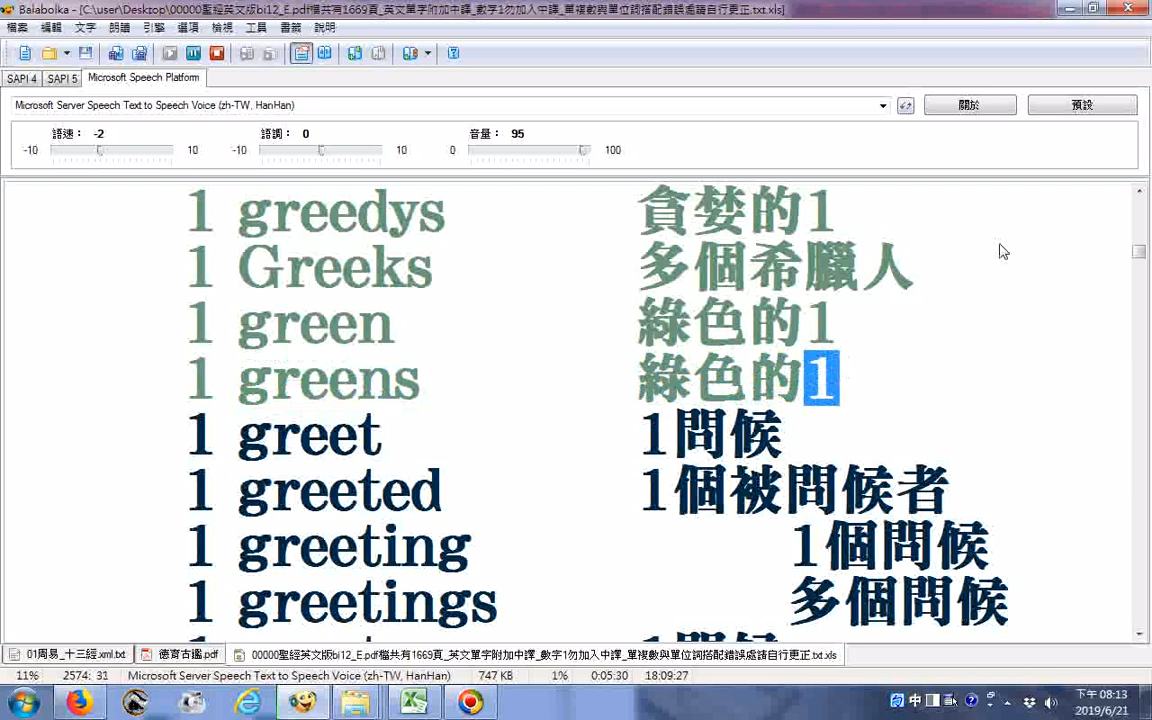 Balabolka - [C:\user\Desktop\00000聖經英文版bi12_E.pdf檔共有1669頁_英文單字附加中譯_數字1勿加入中譯_單複數與單位詞搭配錯誤處請自行更正.txt.xls]
檔案 編輯 文字 朗讀 引擎 選項 檢視 工具 書籤 說明
SAPI 4 SAPI 5 Microsoft Speech Platform
Microsoft Server Speech Text to Speech Voice (zh-TW, HanHan) 關於 預設
語速： -2 語調： 0 音量： 95
-10 10 -10 10 0 100
1 greedys 貪婪的1
1 Greeks 多個希臘人
1 green 綠色的1
1 greens 綠色的1
1 greet 1問候
1 greeted 1個被問候者
1 greeting 1個問候
1 greetings 多個問候
01周易_十三經.xml.txt 德育古鑑.pdf 00000聖經英文版bi12_E.pdf檔共有1669頁_英文單字附加中譯_數字1勿加入中譯_單複數與單位詞搭配錯誤處請自行更正.txt.xls
11% 2574: 31 Microsoft Server Speech Text to Speech Voice (zh-TW, HanHan) 747 KB 1% 0:05:30 18:09:27
中 下午 08:13
2019/6/21